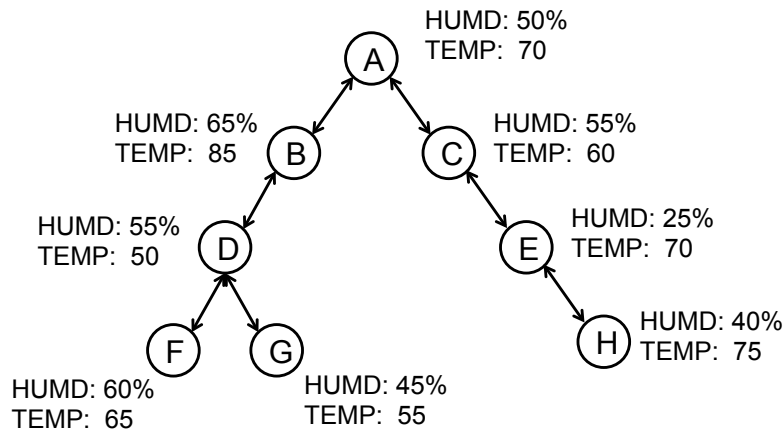 HUMD: 50%
TEMP: 70
A
HUMD: 65%
TEMP: 85
B
C
HUMD: 55%
TEMP: 60
HUMD: 55%
TEMP: 50
D
E
HUMD: 25%
TEMP: 70
F
G
H
HUMD: 40%
TEMP: 75
HUMD: 60%
TEMP: 65
HUMD: 45%
TEMP: 55